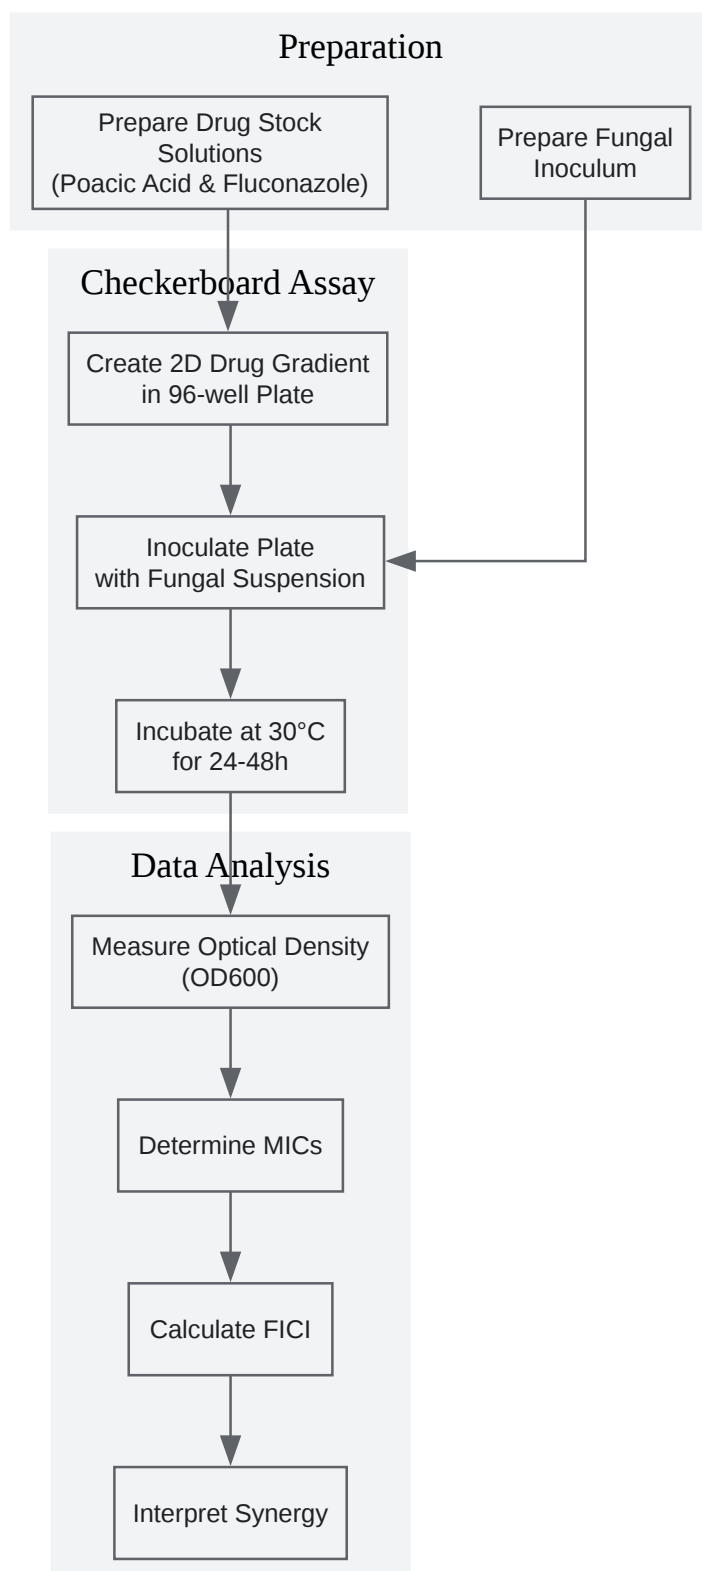 Preparation
Prepare Drug Stock
Solutions
(Poacic Acid & Fluconazole)
Prepare Fungal
Inoculum
Checkerboard Assay
Create 2D Drug Gradient
in 96-well Plate
Inoculate Plate
with Fungal Suspension
Incubate at 30°C
for 24-48h
Data Analysis
Measure Optical Density
(OD600)
Determine MICs
Calculate FICI
Interpret Synergy